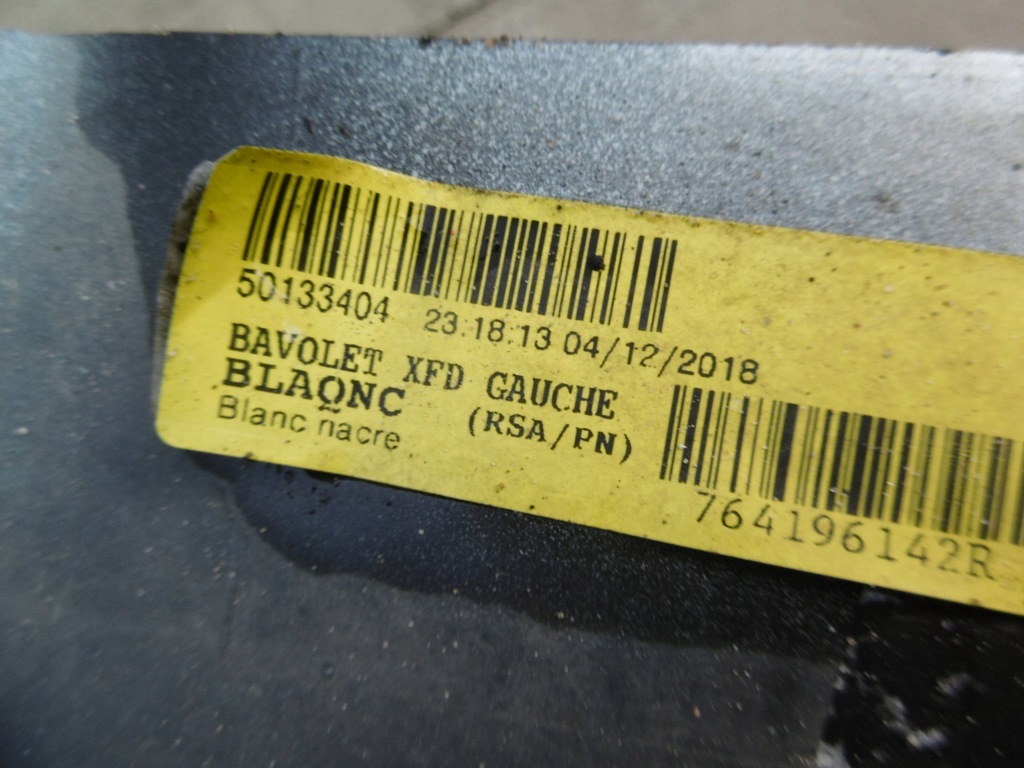 50133404 23.18.13 04/12/2018
BAVOLET XFD GAUCHE
BLAQNC (RSA/PN)
Blanc nacre
764196142R